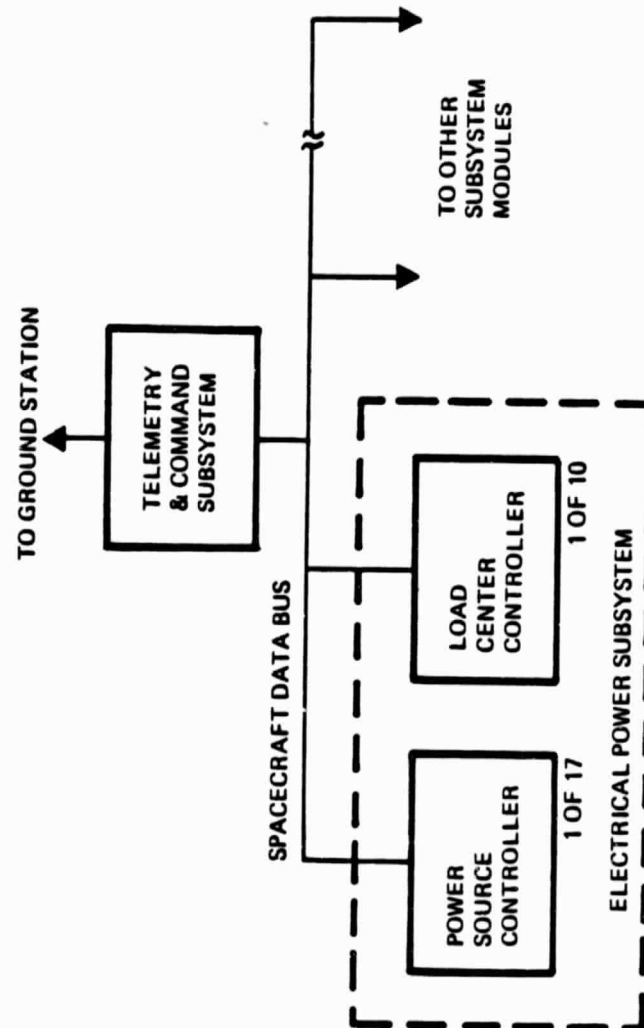 TO GROUND STATION
TELEMETRY
& COMMAND
SUBSYSTEM
SPACECRAFT DATA BUS
TO OTHER
SUBSYSTEM
MODULES
POWER
SOURCE
CONTROLLER
1 OF 17
LOAD
CENTER
CONTROLLER
1 OF 10
ELECTRICAL POWER SUBSYSTEM